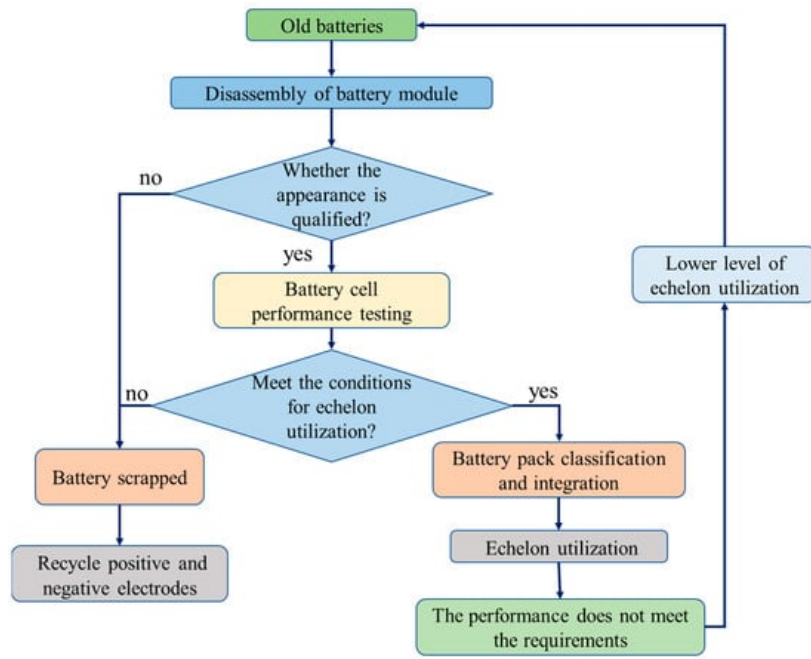 Old batteries
Disassembly of battery module
Whether the
appearance is
qualified?
no
yes
Battery cell
performance testing
Lower level of
echelon utilization
Meet the conditions
for echelon
utilization?
no
yes
Battery scrapped
Battery pack classification
and integration
Recycle positive and
negative electrodes
Echelon utilization
The performance does not meet
the requirements